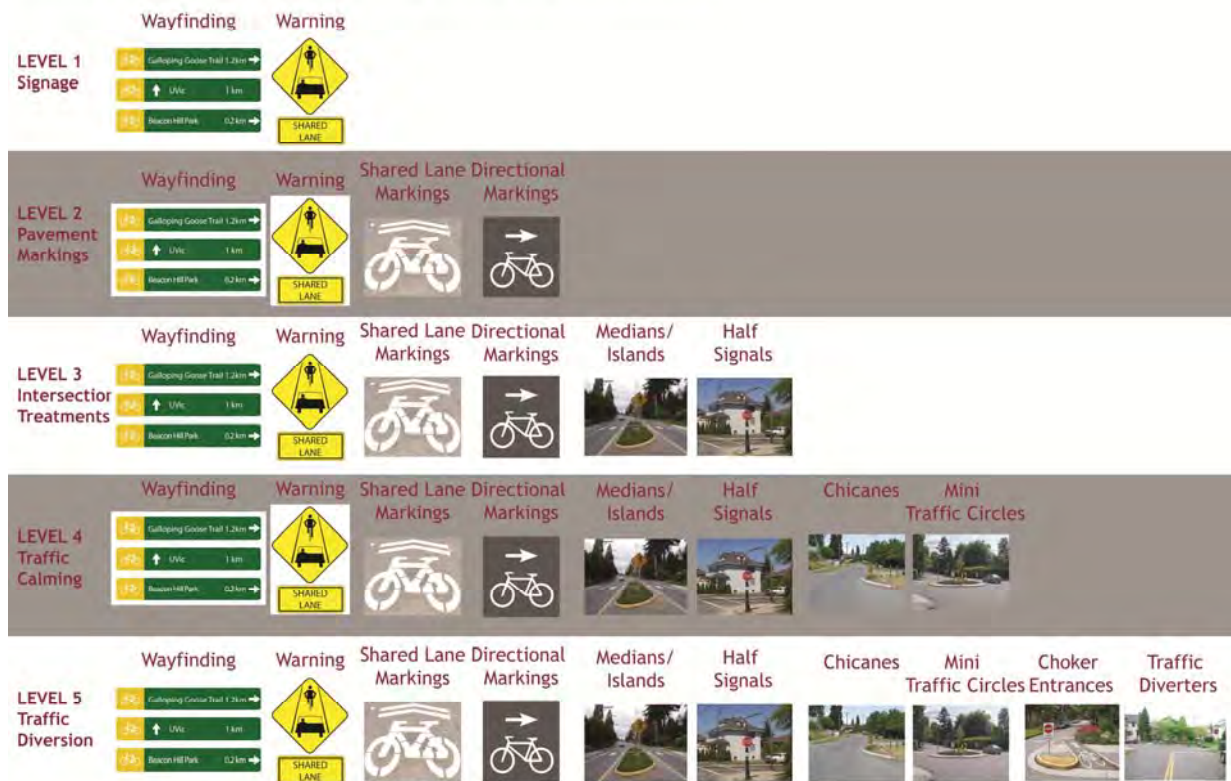 Wayfinding Warning
LEVEL 1
Signage
Galloping Goose Trail 1.2km
UVic 1 km
Beacon Hill Park 0.2 km
SHARED
LANE
Wayfinding Warning Shared Lane Directional
Markings Markings
LEVEL 2
Pavement
Markings
Galloping Goose Trail 1.2km
UVic 1 km
Beacon Hill Park 0.2 km
SHARED
LANE
Wayfinding Warning Shared Lane Directional Medians/ Half
Markings Markings Islands Signals
LEVEL 3
Intersection
Treatments
Galloping Goose Trail 1.2km
UVic 1 km
Beacon Hill Park 0.2 km
SHARED
LANE
Wayfinding Warning Shared Lane Directional Medians/ Half Chicanes Mini
Markings Markings Islands Signals Traffic Circles
LEVEL 4
Traffic
Calming
Galloping Goose Trail 1.2km
UVic 1 km
Beacon Hill Park 0.2 km
SHARED
LANE
Wayfinding Warning Shared Lane Directional Medians/ Half Chicanes Mini Choker Traffic
Markings Markings Islands Signals Traffic Circles Entrances Diverters
LEVEL 5
Traffic
Diversion
Galloping Goose Trail 1.2km
UVic 1 km
Beacon Hill Park 0.2 km
SHARED
LANE